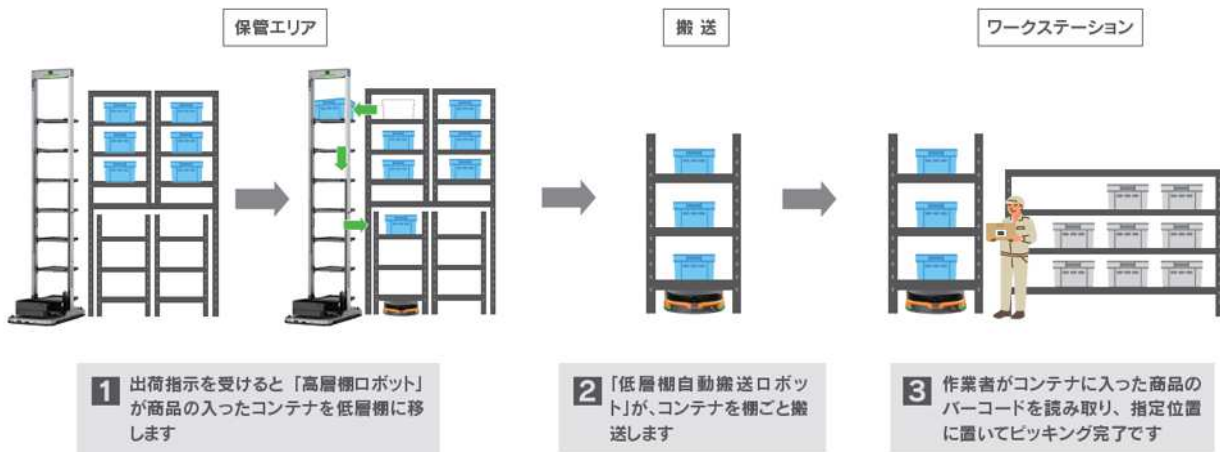 保管エリア
搬 送
ワークステーション
1 出荷指示を受けると「高層棚ロボット」
が商品の入ったコンテナを低層棚に移
します
2 「低層棚自動搬送ロボッ
ト」が、コンテナを棚ごと搬
送します
3 作業者がコンテナに入った商品の
バーコードを読み取り、指定位置
に置いてピッキング完了です